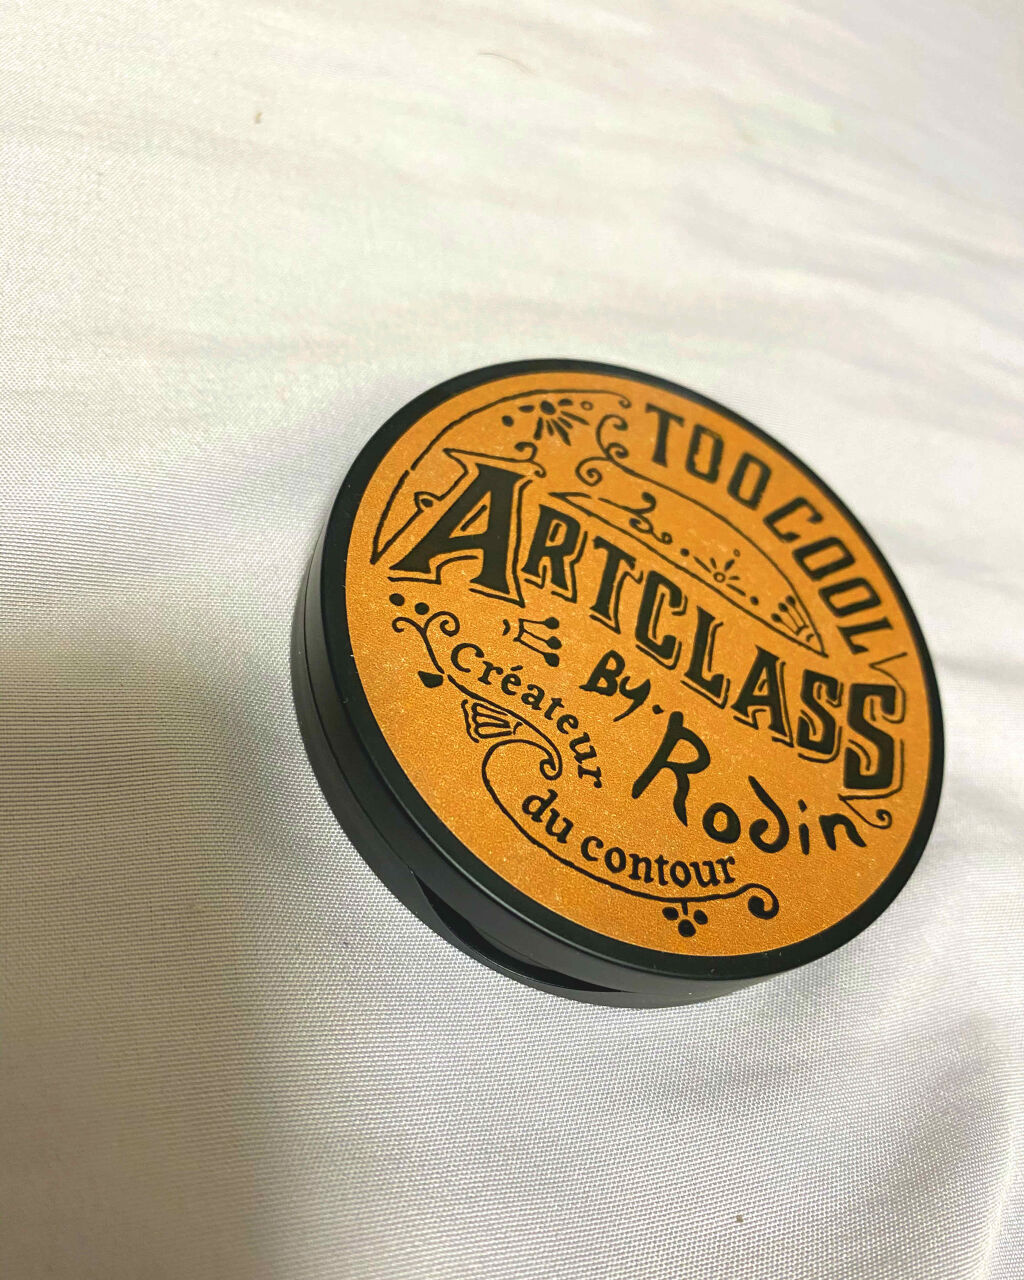 TOO COOL
ARTCLASS
By. Rodin
Créateur
du contour